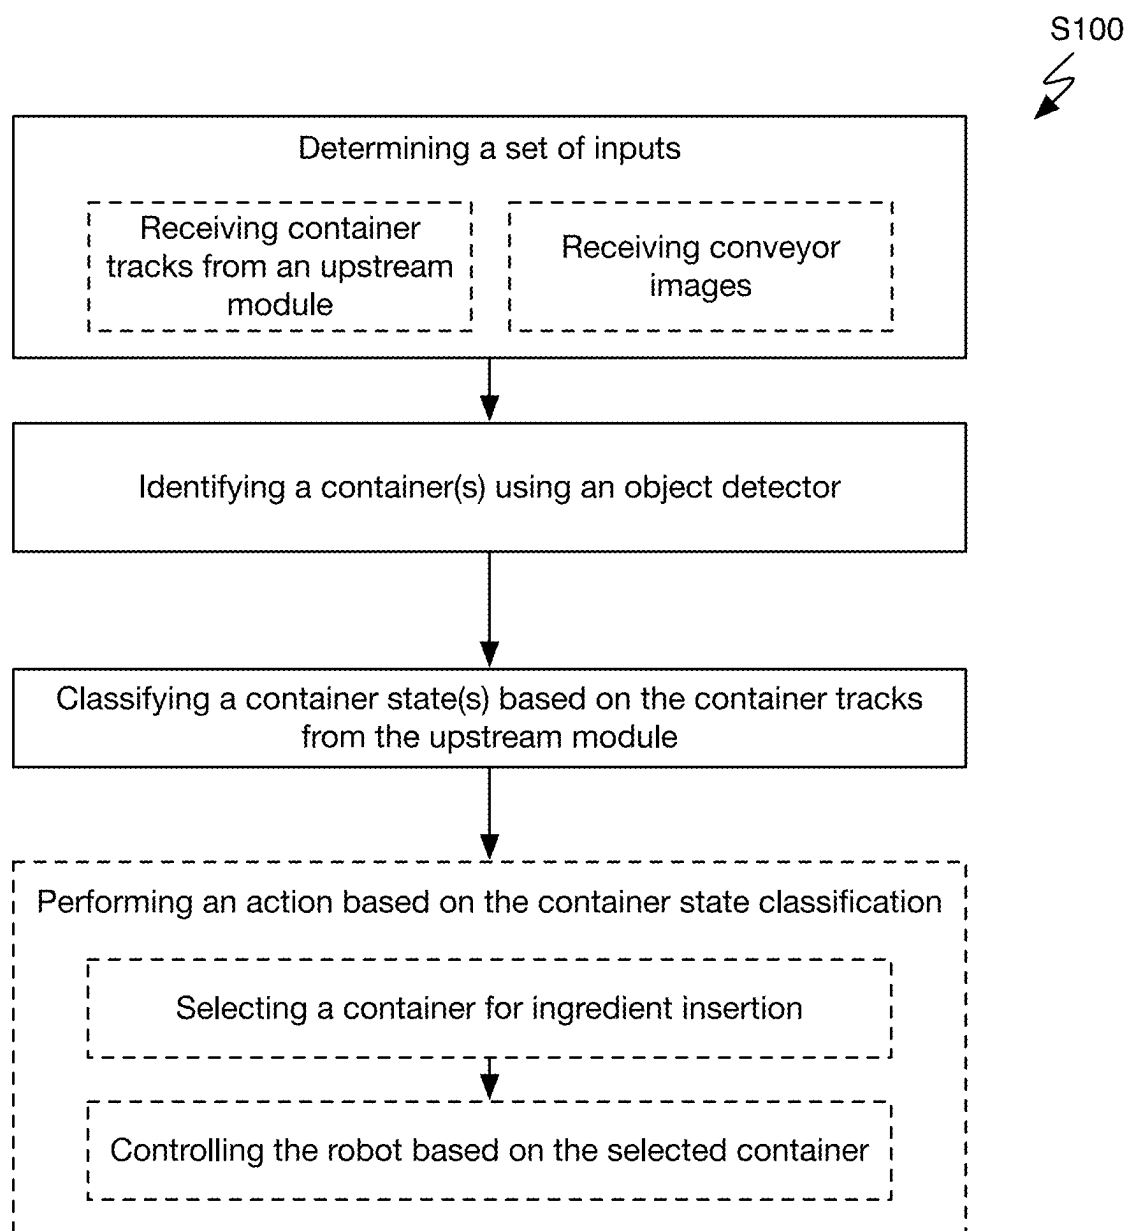 S100
Determining a set of inputs
Receiving container
tracks from an upstream
module
Receiving conveyor
images
Identifying a container(s) using an object detector
Classifying a container state(s) based on the container tracks
from the upstream module
Performing an action based on the container state classification
Selecting a container for ingredient insertion
Controlling the robot based on the selected container